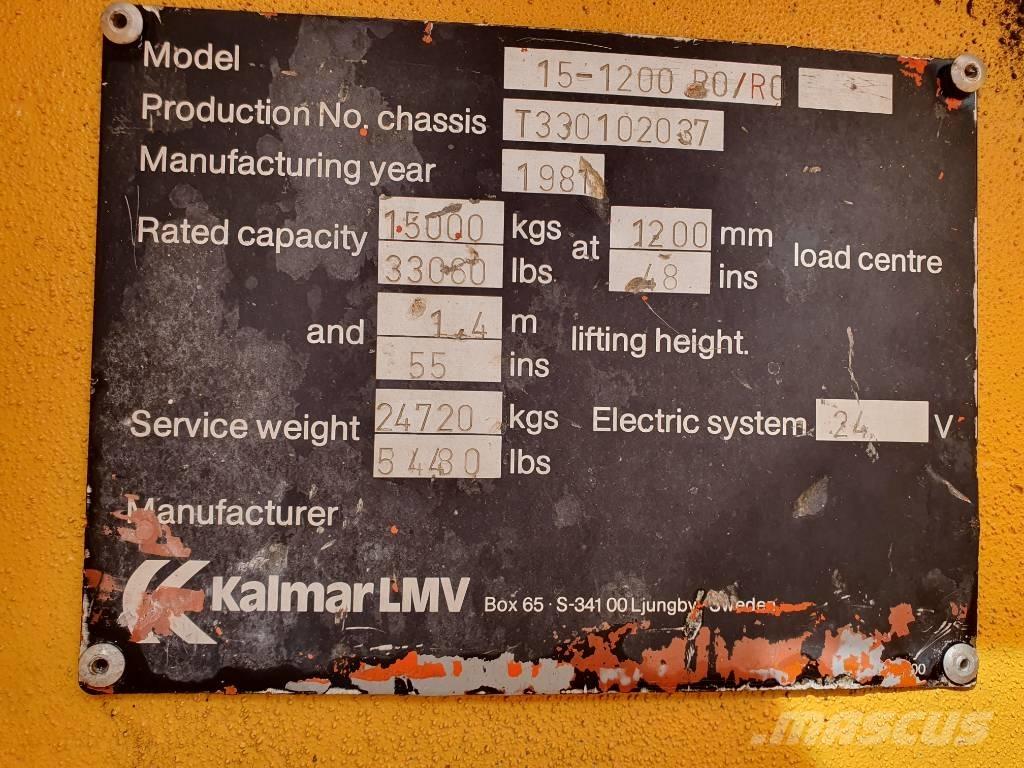 Model 15-1200 RO/RO
Production No. chassis T330102037
Manufacturing year 1981
Rated capacity 15000 kgs at 1200 mm load centre
33060 lbs 48 ins
and 1.4 m lifting height.
55 ins
Service weight 24720 kgs Electric system 24 V
54480 lbs
Manufacturer
Kalmar LMV Box 65 · S-341 00 Ljungby · Sweden
mascus